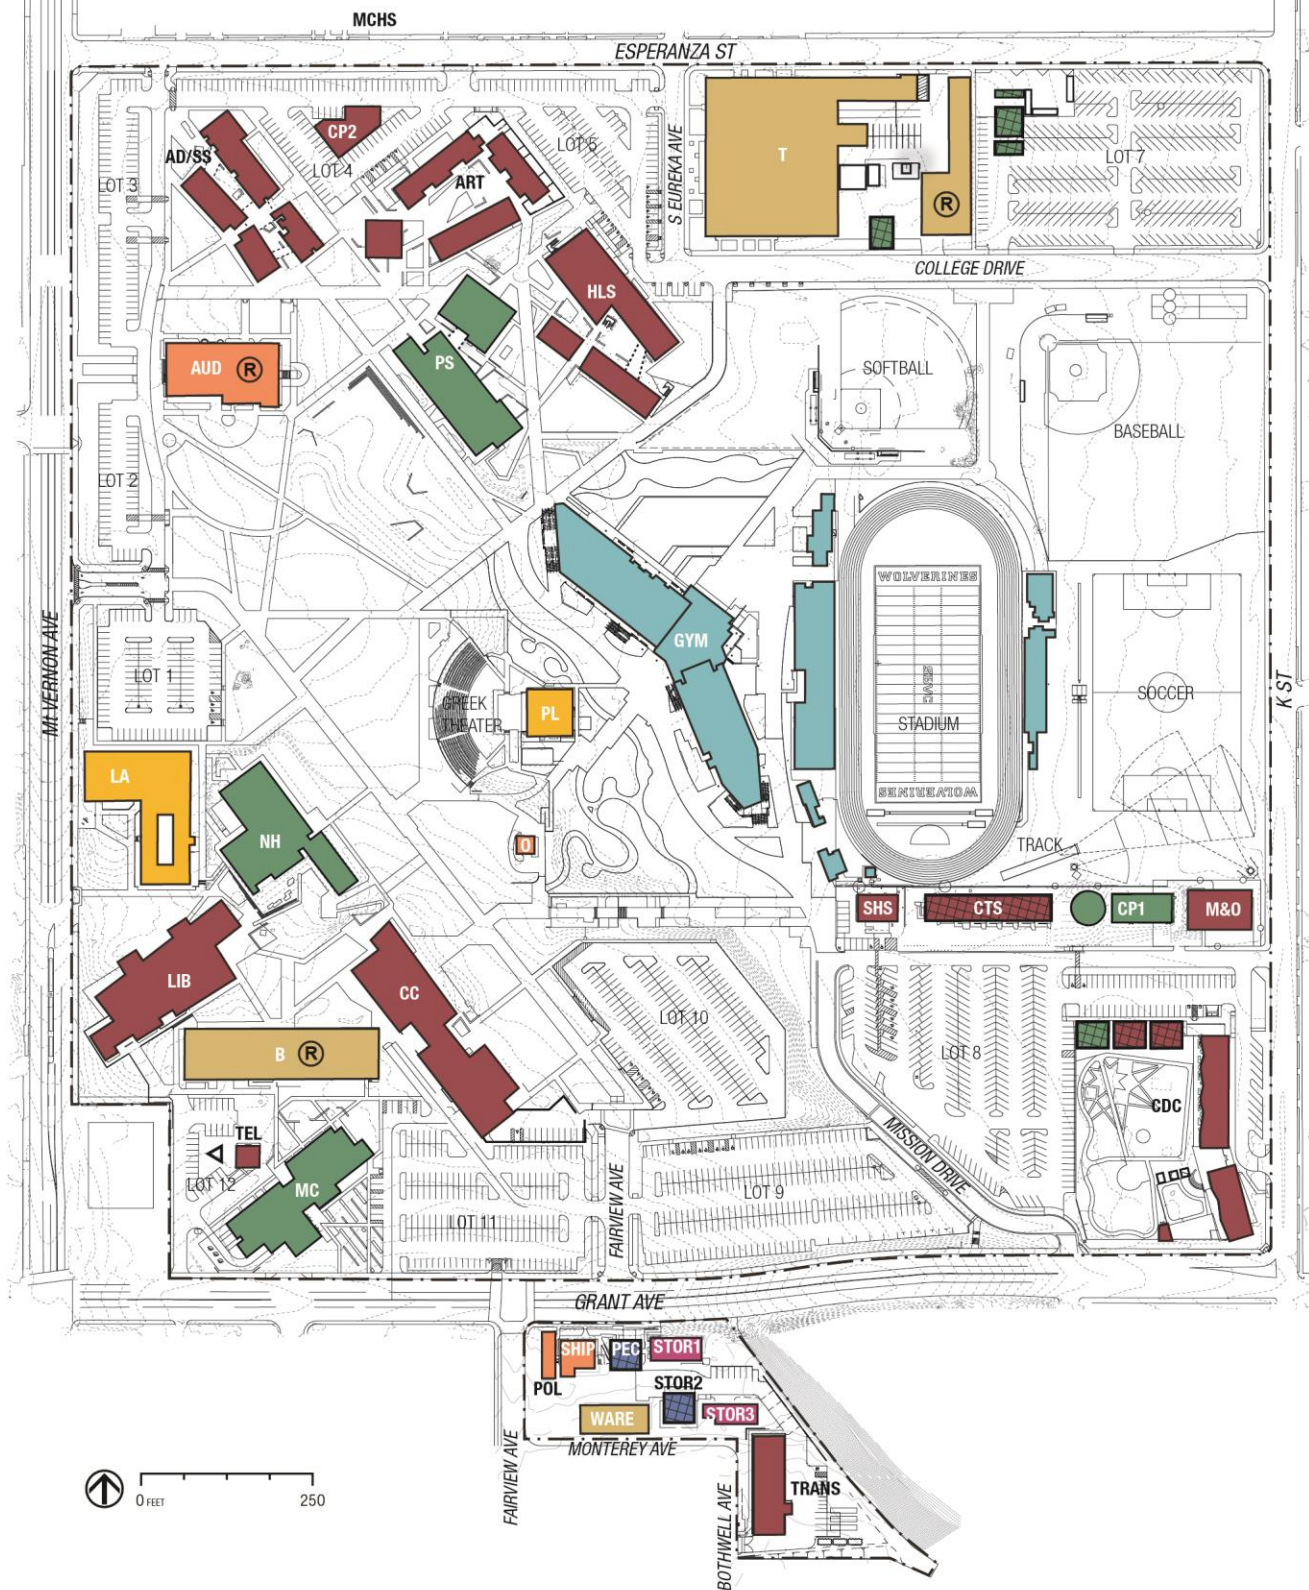 MCHS
ESPERANZA ST
CP2
AD/SS
LOT 4
LOT 5
LOT 3
ART
S EUREKA AVE
T
LOT 7
R
COLLEGE DRIVE
HLS
AUD R
PS
SOFTBALL
BASEBALL
LOT 2
MT VERNON AVE
WOLVERINES
GYM
LOT 1
SBVC
SOCCER
K ST
GREEK
THEATER
PL
STADIUM
LA
WOLVERINES
NH
O
TRACK
SHS
CTS
CP1
M&O
LIB
CC
LOT 10
B R
LOT 8
CDC
TEL
MISSION DRIVE
LOT 12
MC
LOT 9
FAIRVIEW AVE
LOT 11
GRANT AVE
SHIP
PEC
STOR1
POL
STOR2
WARE
STOR3
MONTEREY AVE
FAIRVIEW AVE
BOTHWELL AVE
TRANS
0 FEET
250